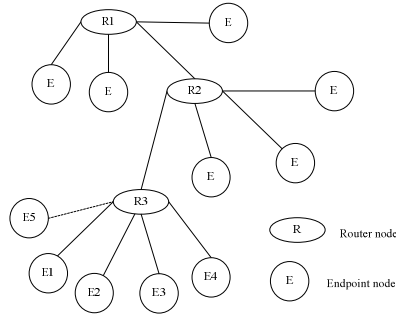 R1
E
E
E
R2
E
E
E
R3
E5
E1
E2
E3
E4
R
Router node
E
Endpoint node